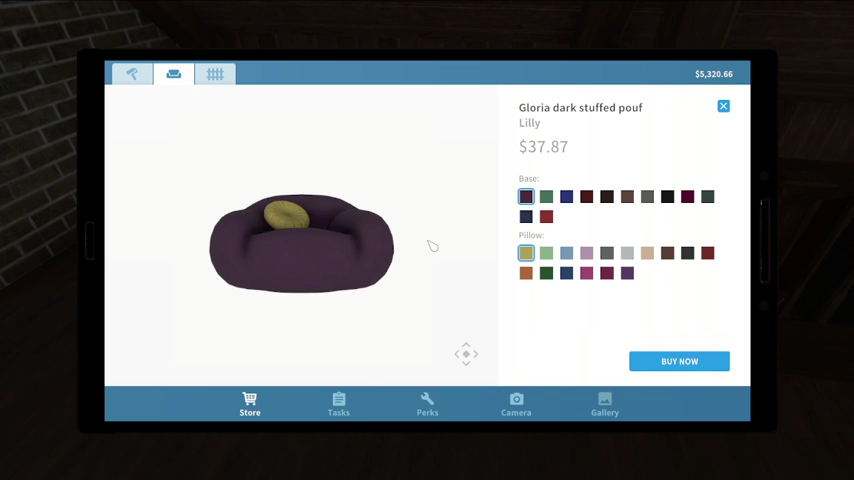 $5,320.66
Gloria dark stuffed pouf
Lilly
$37.87
Base:
Pillow:
BUY NOW
Store
Tasks
Perks
Camera
Gallery